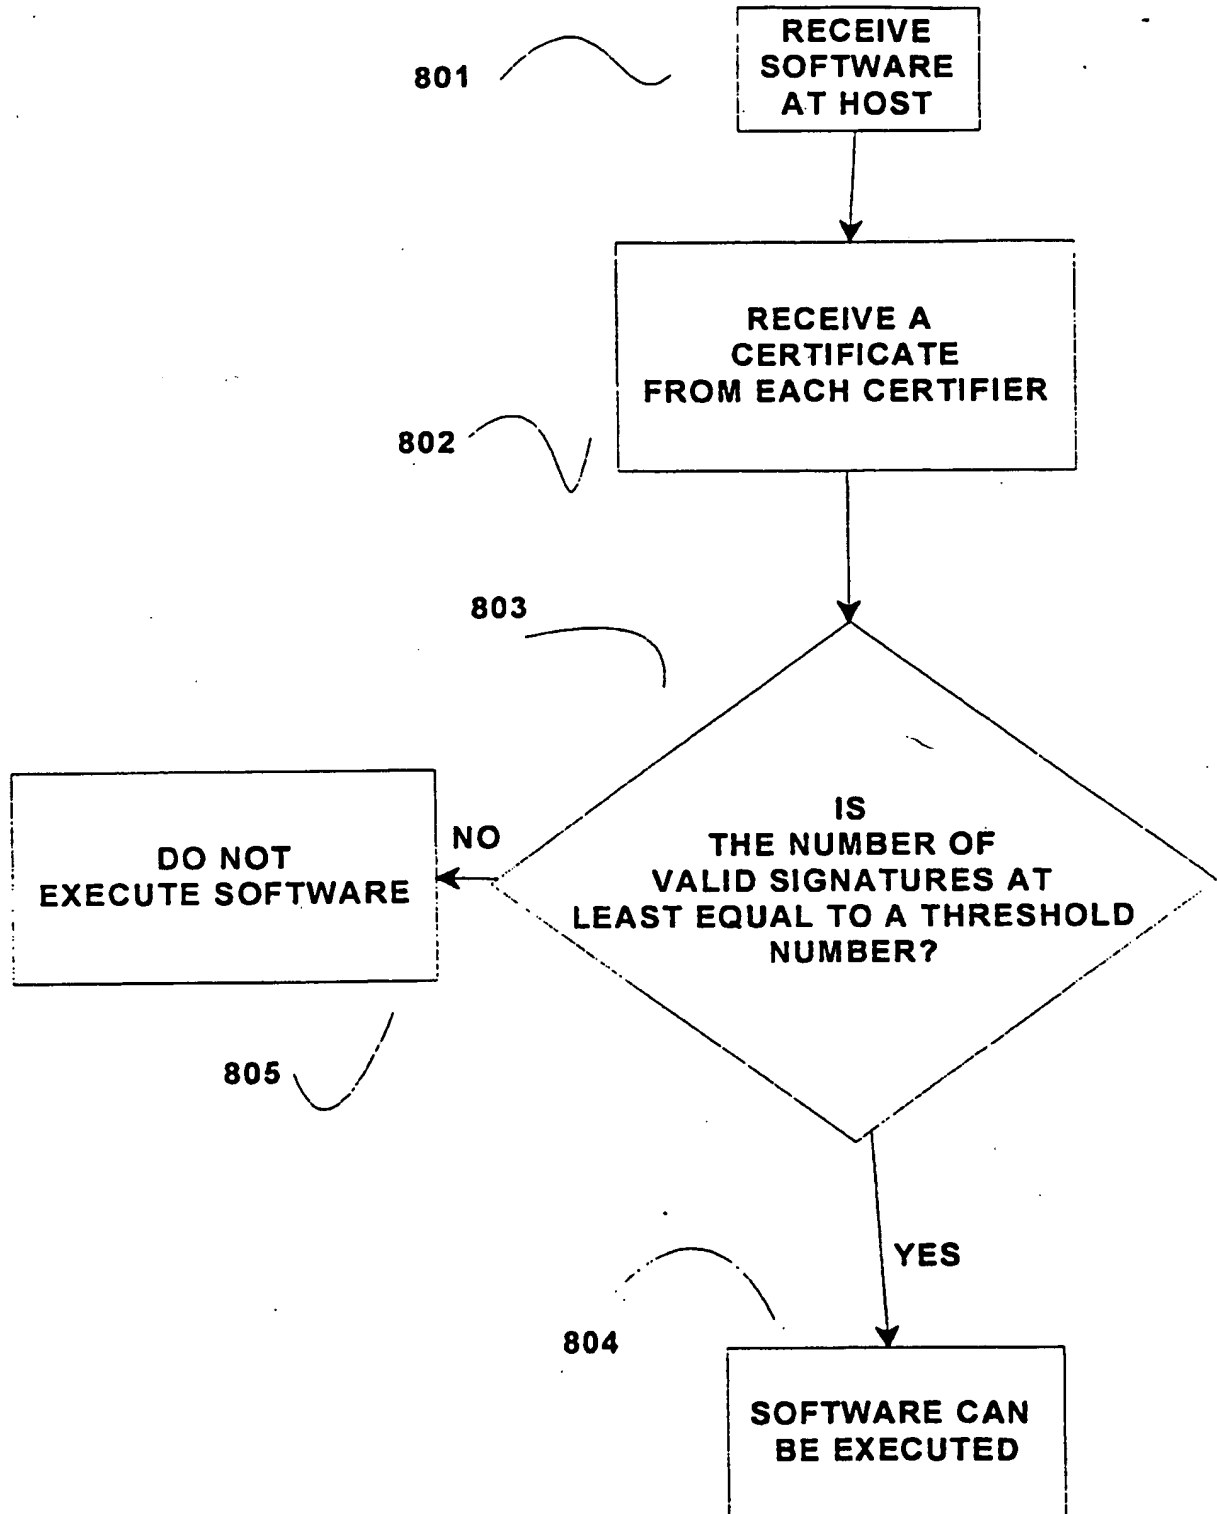 RECEIVE
SOFTWARE
AT HOST
801
RECEIVE A
CERTIFICATE
FROM EACH CERTIFIER
802
803
IS
THE NUMBER OF
VALID SIGNATURES AT
LEAST EQUAL TO A THRESHOLD
NUMBER?
NO
DO NOT
EXECUTE SOFTWARE
805
YES
804
SOFTWARE CAN
BE EXECUTED